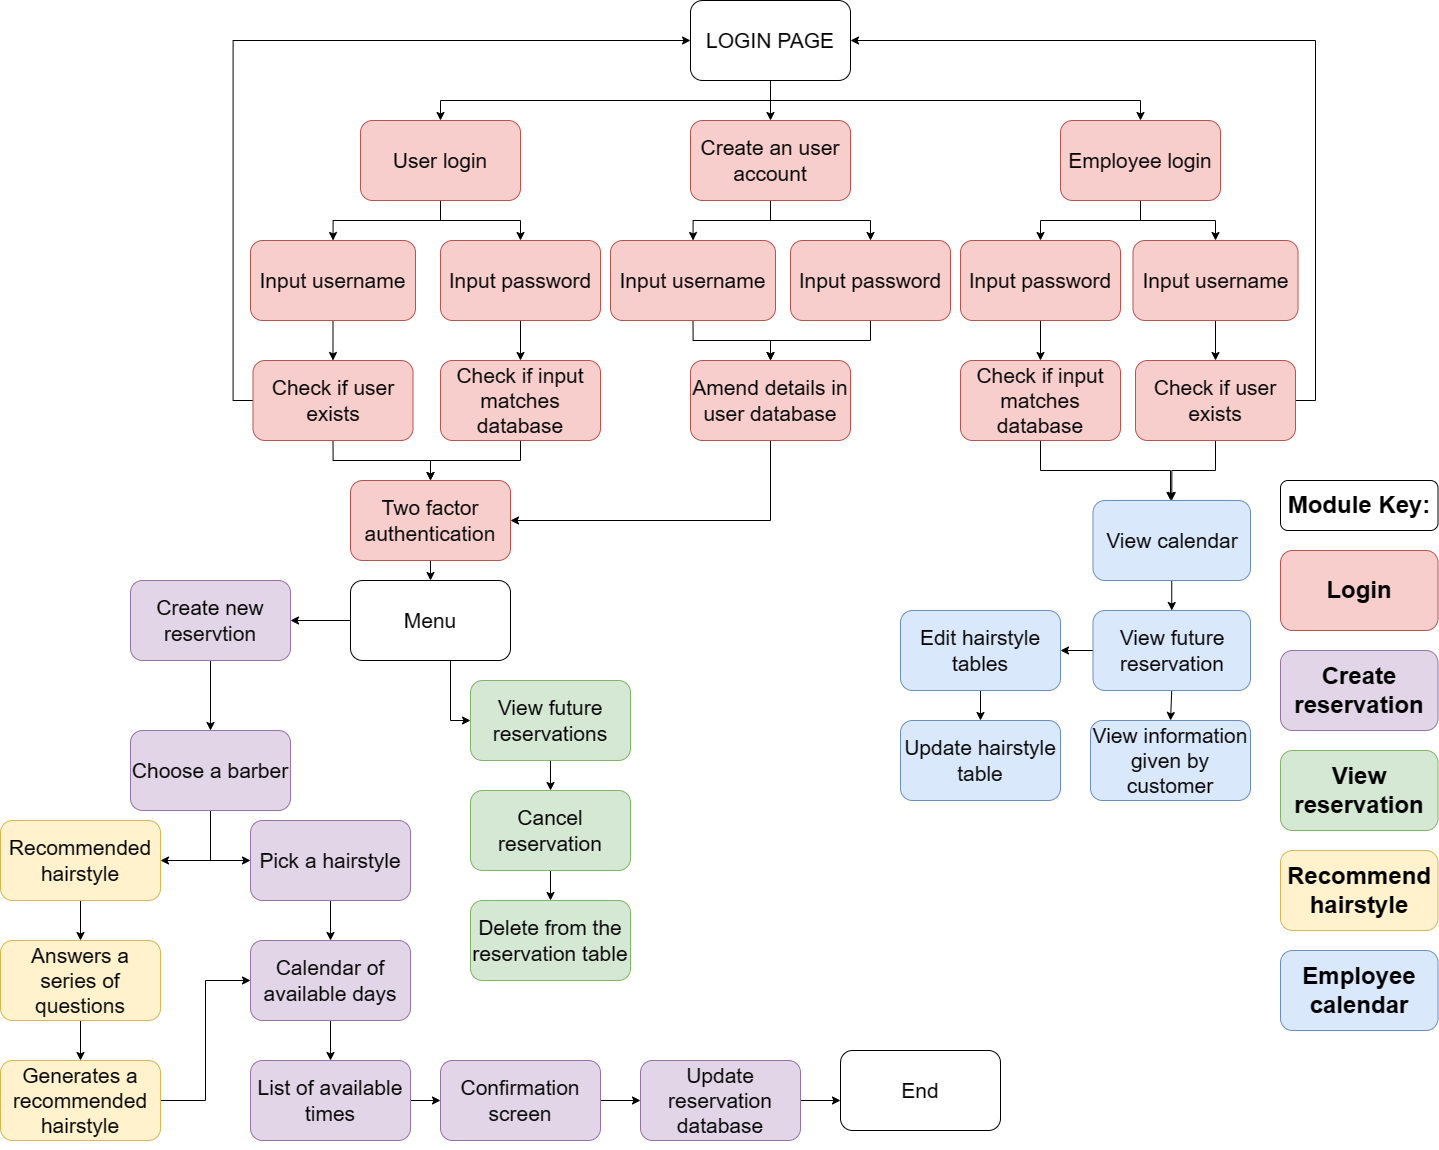 LOGIN PAGE
User login
Create an user
account
Employee login
Input username
Input password
Input username
Input password
Input password
Input username
Check if user
exists
Check if input
matches
database
Amend details in
user database
Check if input
matches
database
Check if user
exists
Two factor
authentication
Module Key:
View calendar
Login
Create new
reservtion
Menu
Edit hairstyle
tables
View future
reservation
Create
reservation
View future
reservations
Update hairstyle
table
View information
given by
customer
Choose a barber
View
reservation
Cancel
reservation
Recommended
hairstyle
Pick a hairstyle
Recommend
hairstyle
Delete from the
reservation table
Answers a
series of
questions
Calendar of
available days
Employee
calendar
Generates a
recommended
hairstyle
List of available
times
Confirmation
screen
Update
reservation
database
End